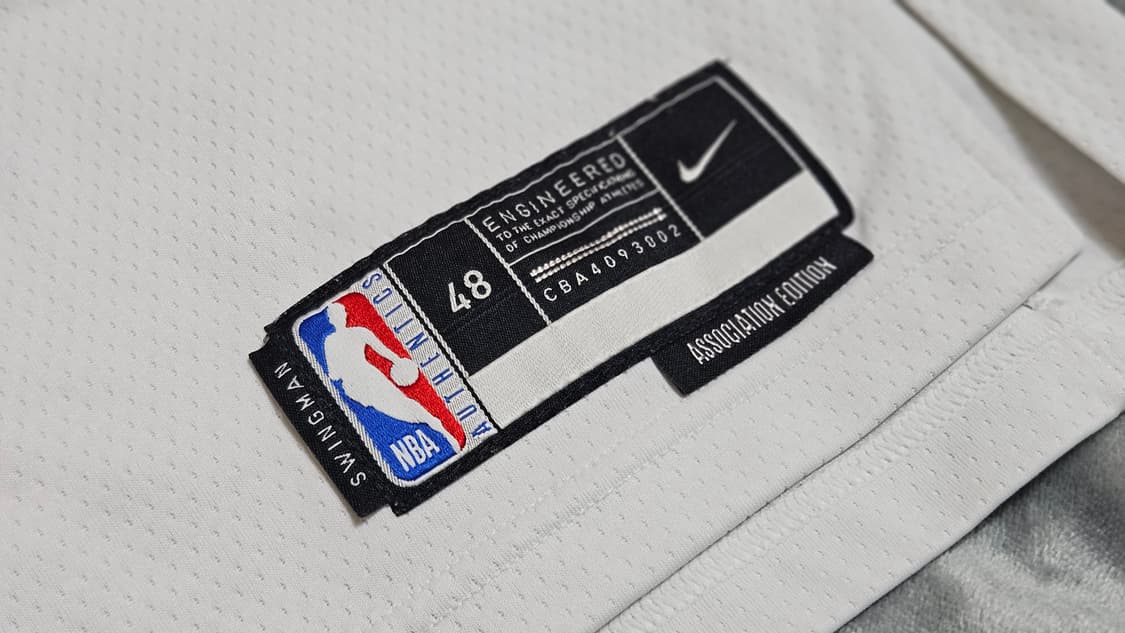 SWINGMAN
NBA
AUTHENTICS
48
ENGINEERED
TO THE EXACT SPECIFICATIONS
OF CHAMPIONSHIP ATHLETES
CBA4093002
ASSOCIATION EDITION